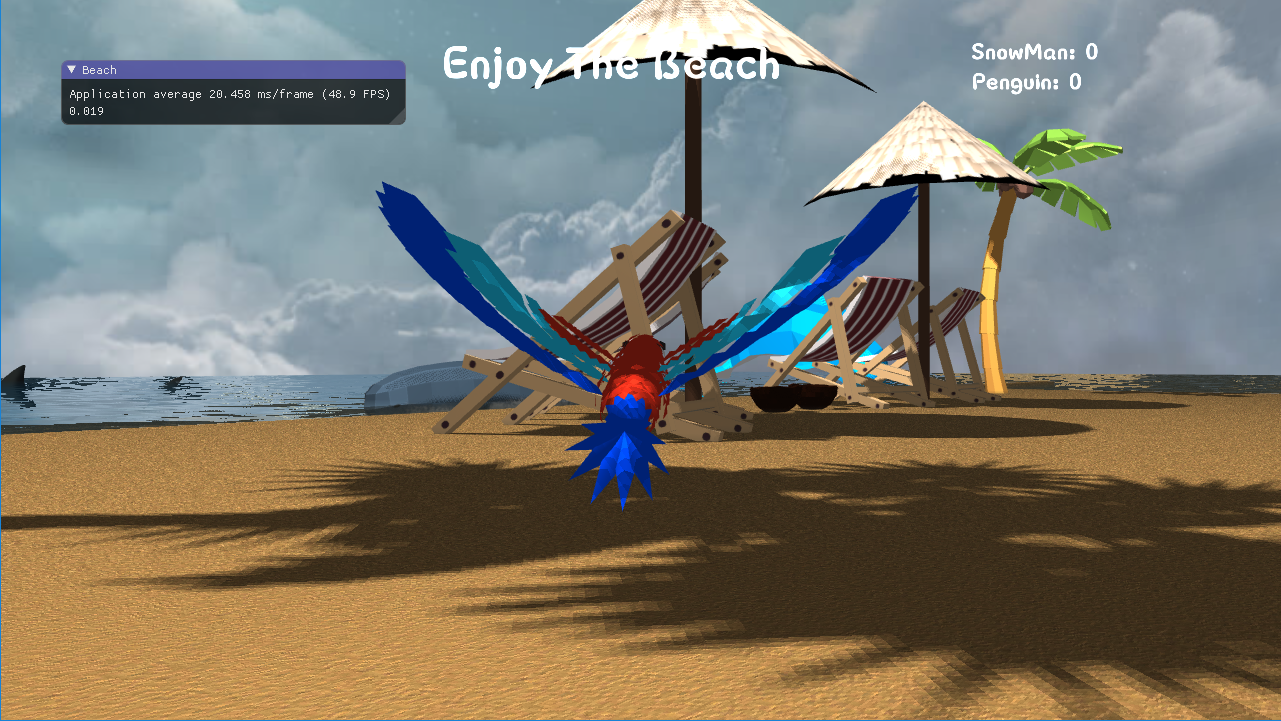 Enjoy The Beach
SnowMan: 0
Penguin: 0
Beach
Application average 20.458 ms/frame (48.9 FPS)
0.019